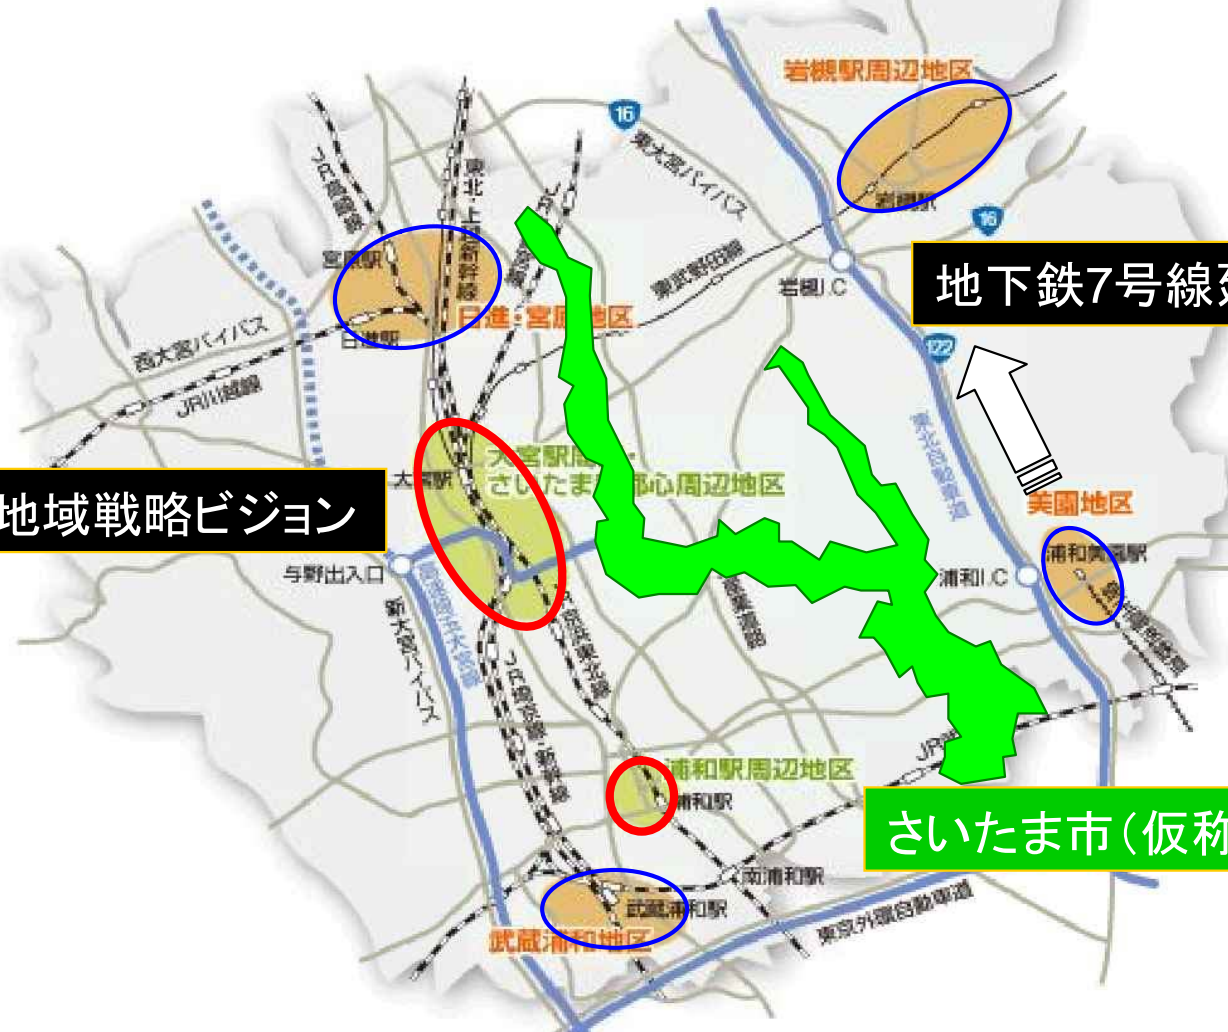 岩槻駅周辺地区
16
東大宮バイパス
東北・上越新幹線
岩槻駅
16
宮原駅
東武野田線
岩槻I.C
地下鉄7号線
日進・宮原地区
日進駅
西大宮バイパス
JR川越線
122
東北自動車道
大宮駅
さいたま
都心周辺地区
地域戦略ビジョン
美園地区
浦和美園駅
浦和I.C
与野出入口
新大宮バイパス
JR京浜東北線
浦和駅周辺地区
浦和駅
JR
さいたま市（仮称
南浦和駅
武蔵浦和駅
武蔵浦和地区
東京外環自動車道